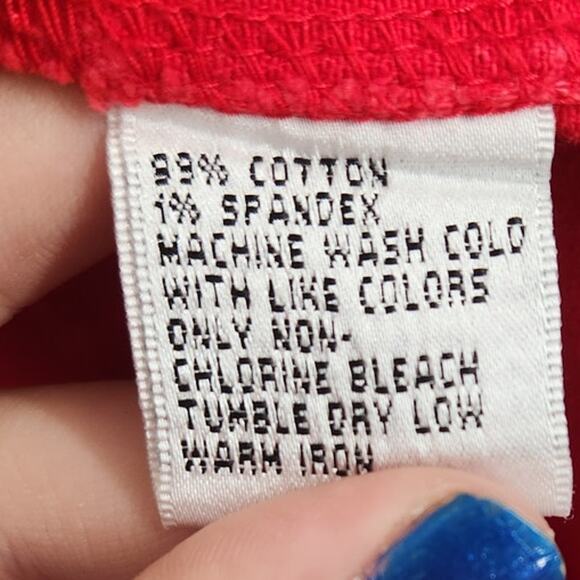 99% COTTON
1% SPANDEX
MACHINE WASH COLD
WITH LIKE COLORS
ONLY NON-
CHLORINE BLEACH
TUMBLE DRY LOW
WARM IRON